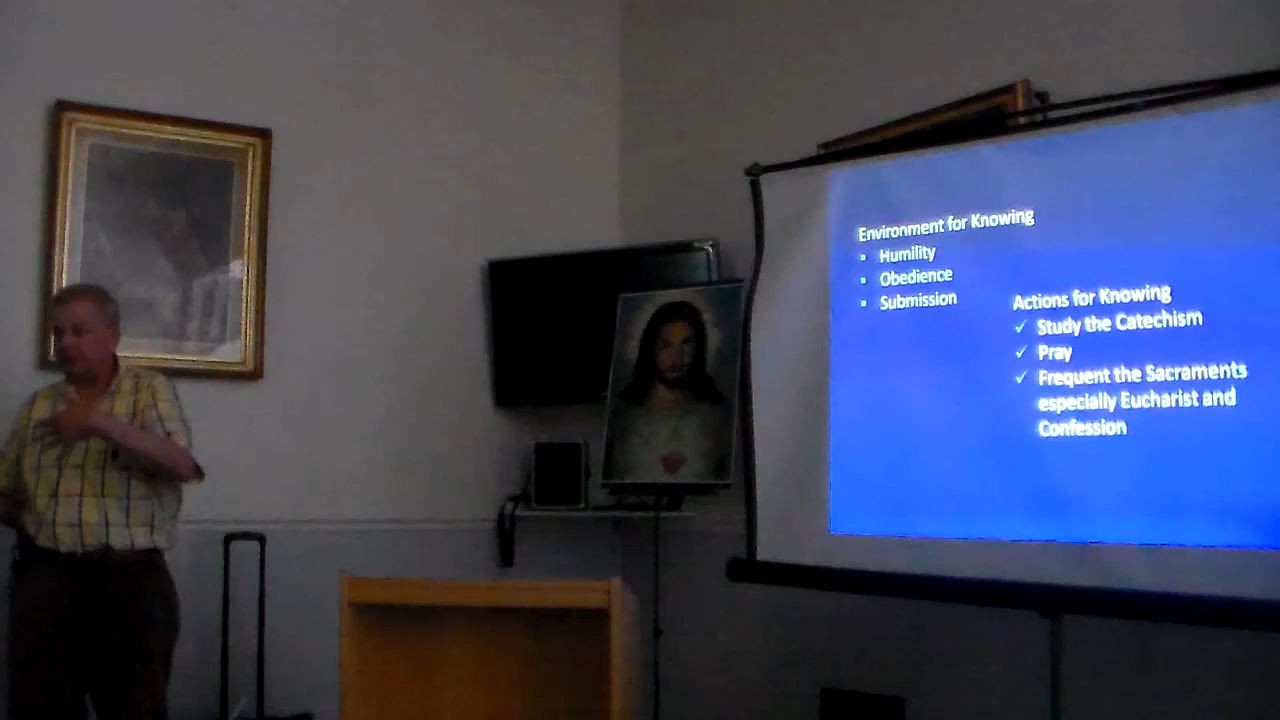 Environment for Knowing
▪ Humility
▪ Obedience
▪ Submission
Actions for Knowing
✓ Study the Catechism
✓ Pray
✓ Frequent the Sacraments
especially Eucharist and
Confession